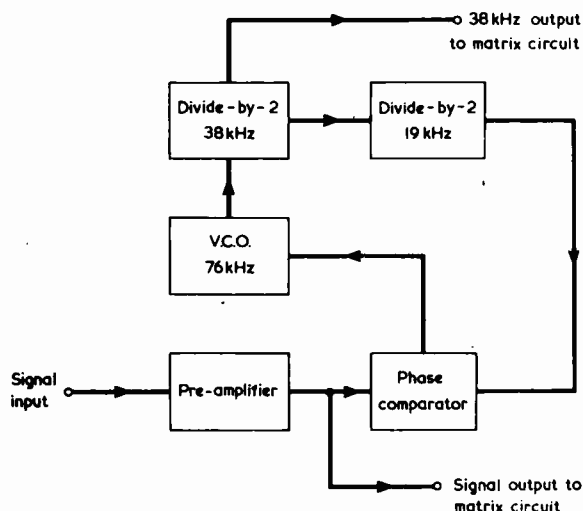 38kHz output
to matrix circuit
Divide-by-2
38kHz
Divide-by-2
19kHz
V.C.O.
76kHz
Signal
input
Pre-amplifier
Phase
comparator
Signal output to
matrix circuit